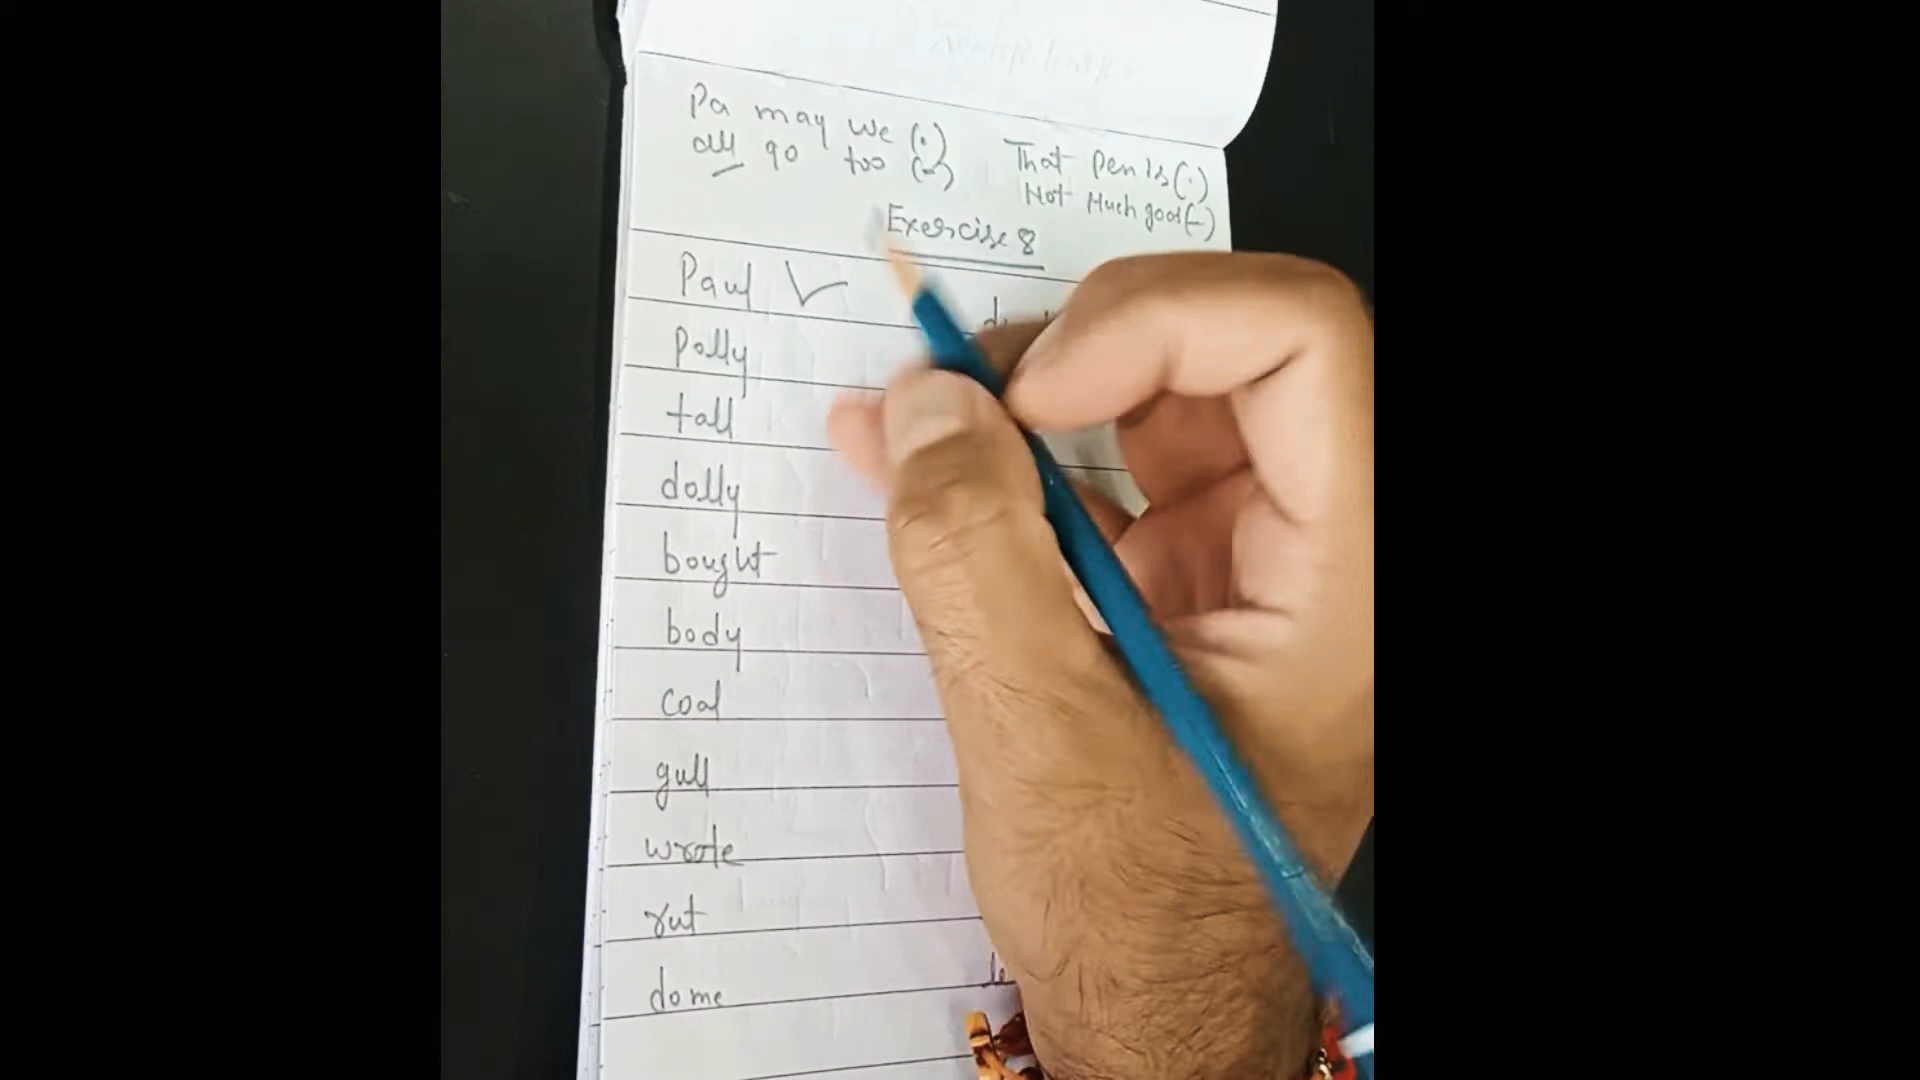 Pa may we (.)
all go too (-)
That Pen Is (.)
Not Much good (-)
Exercise 8
Paul
Polly
tall
dolly
bought
body
coal
gull
wrote
rut
dome